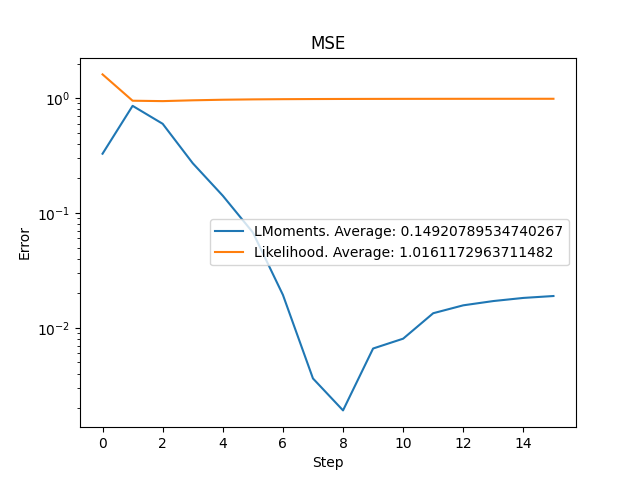 MSE
10⁰
10⁻¹
10⁻²
Error
LMoments. Average: 0.14920789534740267
Likelihood. Average: 1.0161172963711482
0 2 4 6 8 10 12 14
Step